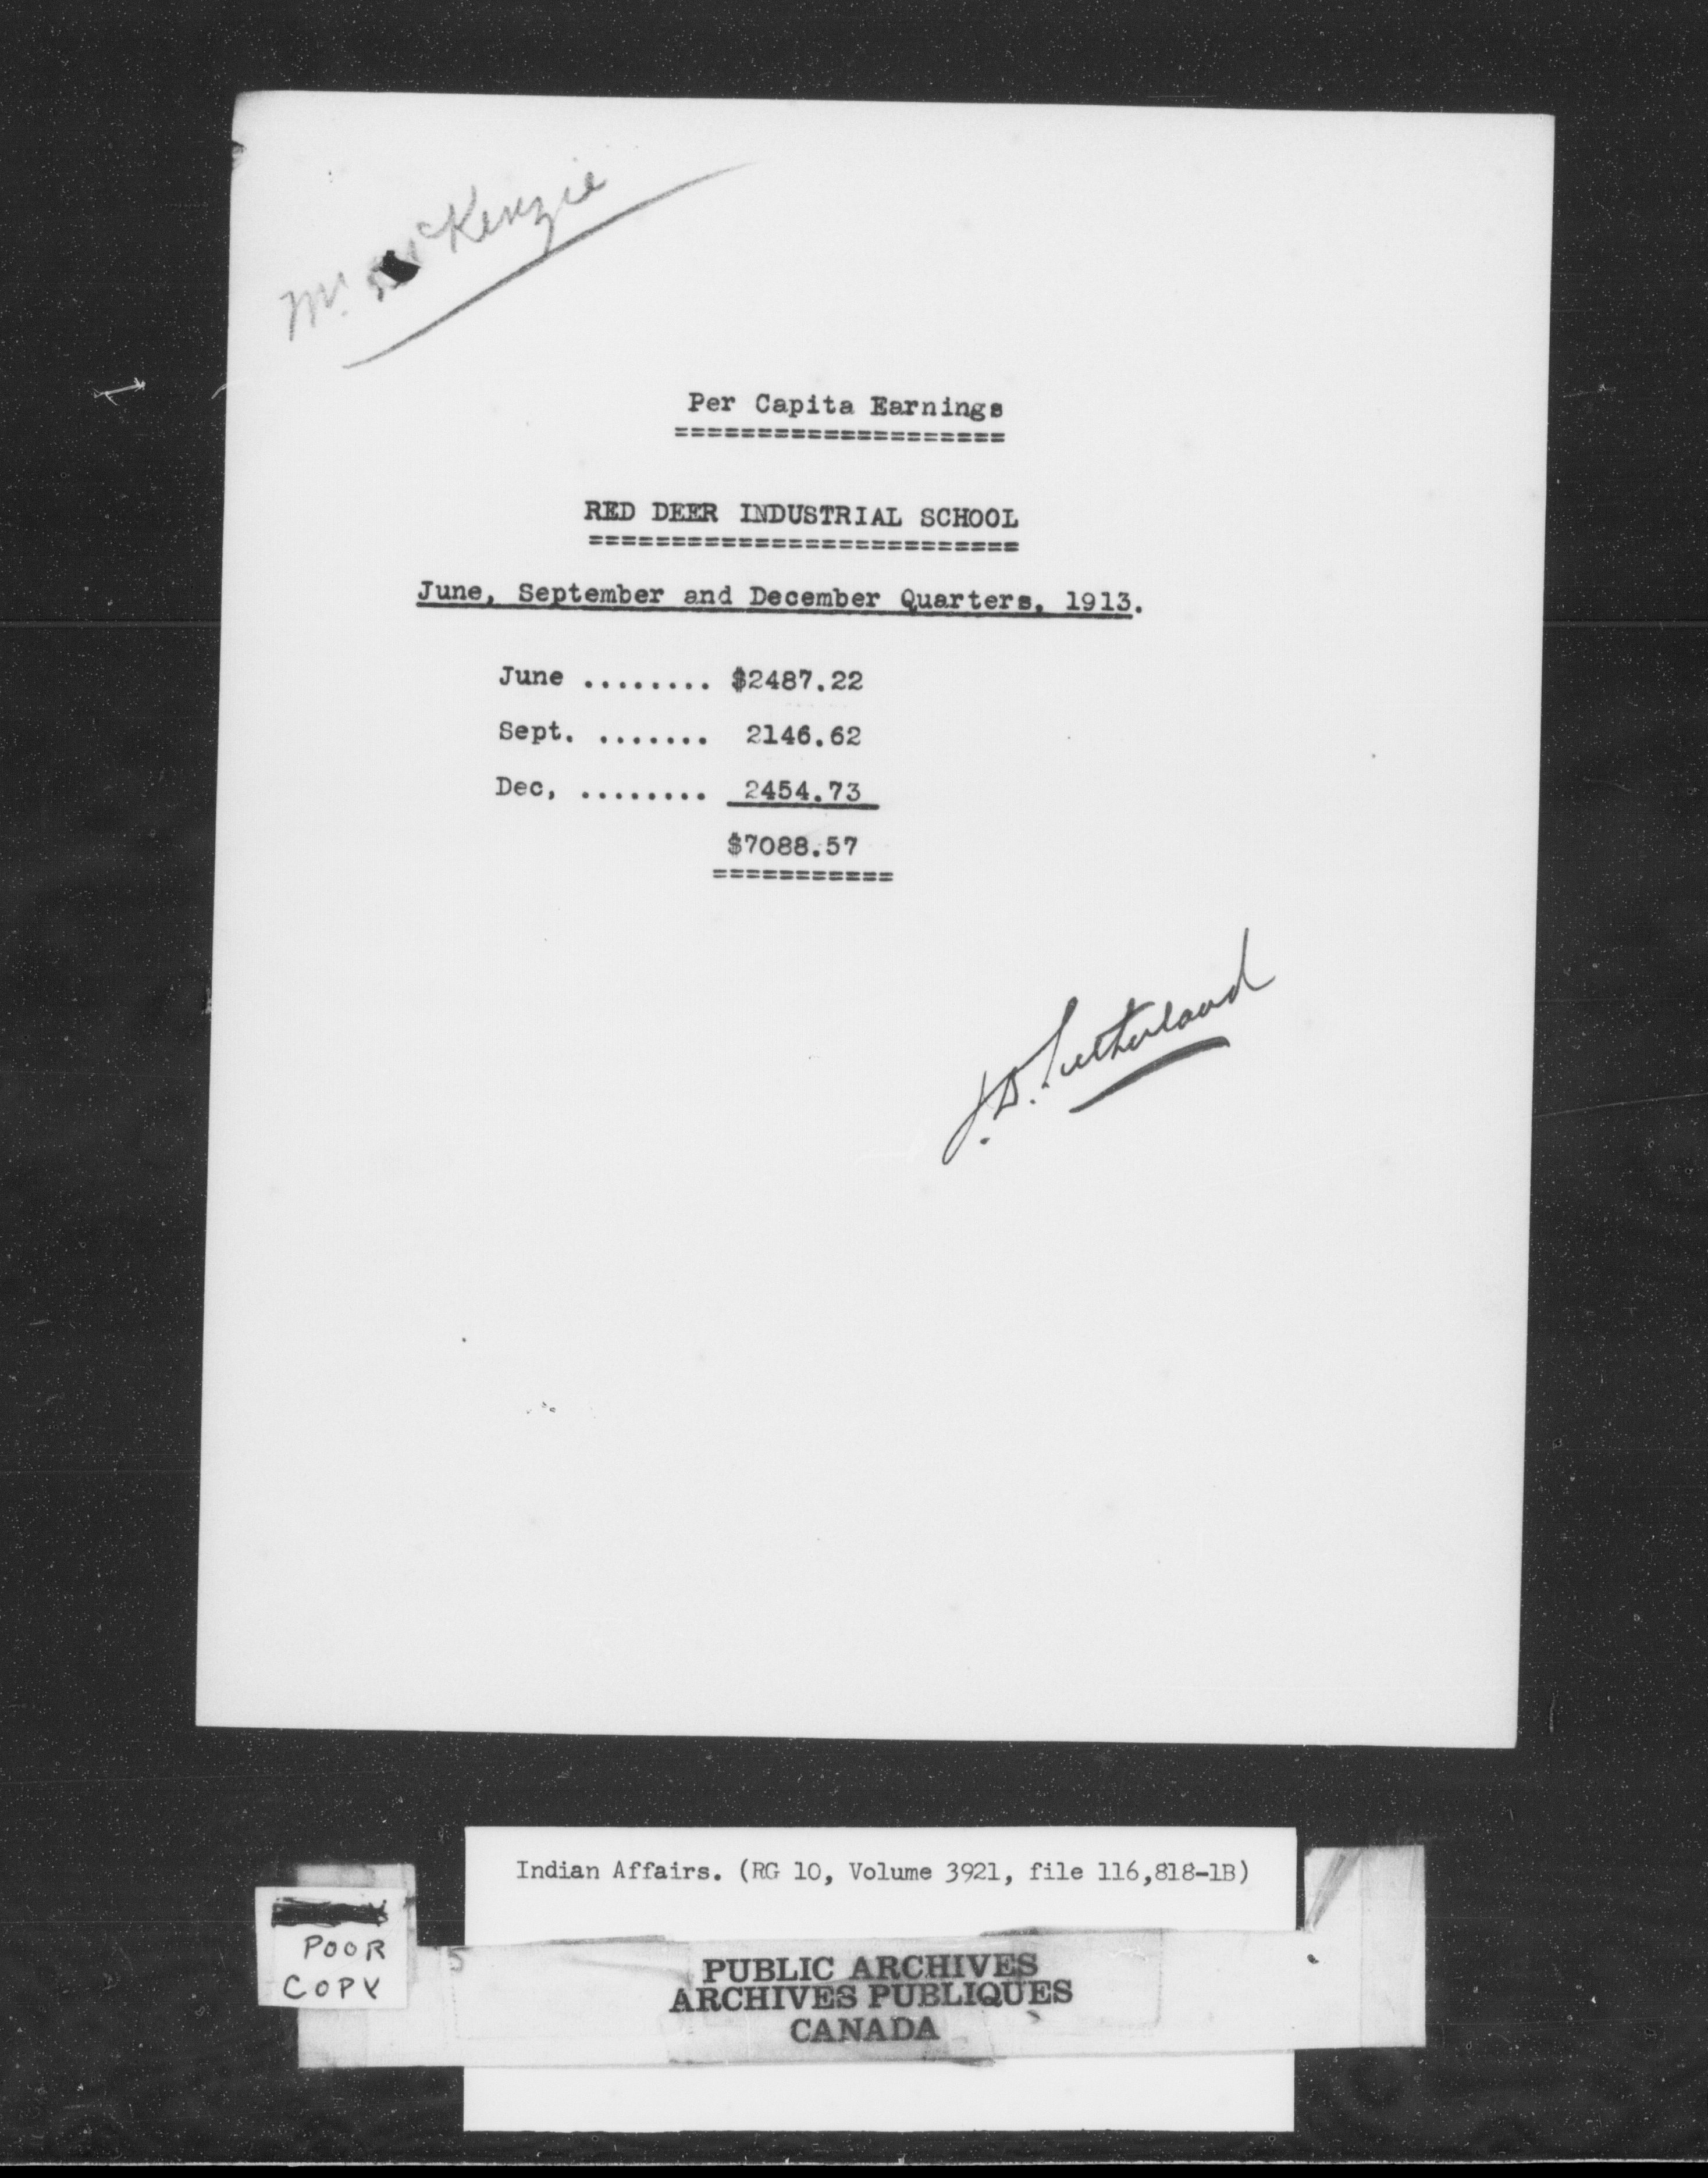 Mr. McKenzie
Per Capita Earnings
====================
RED DEER INDUSTRIAL SCHOOL
==========================
June, September and December Quarters, 1913.
June ........ $2487.22
Sept. ....... 2146.62
Dec, ........ 2454.73
$7088.57
===========
J.D. Sutherland
Indian Affairs. (RG 10, Volume 3921, file 116,818-1B)
POOR
COPY
5
PUBLIC ARCHIVES
ARCHIVES PUBLIQUES
CANADA